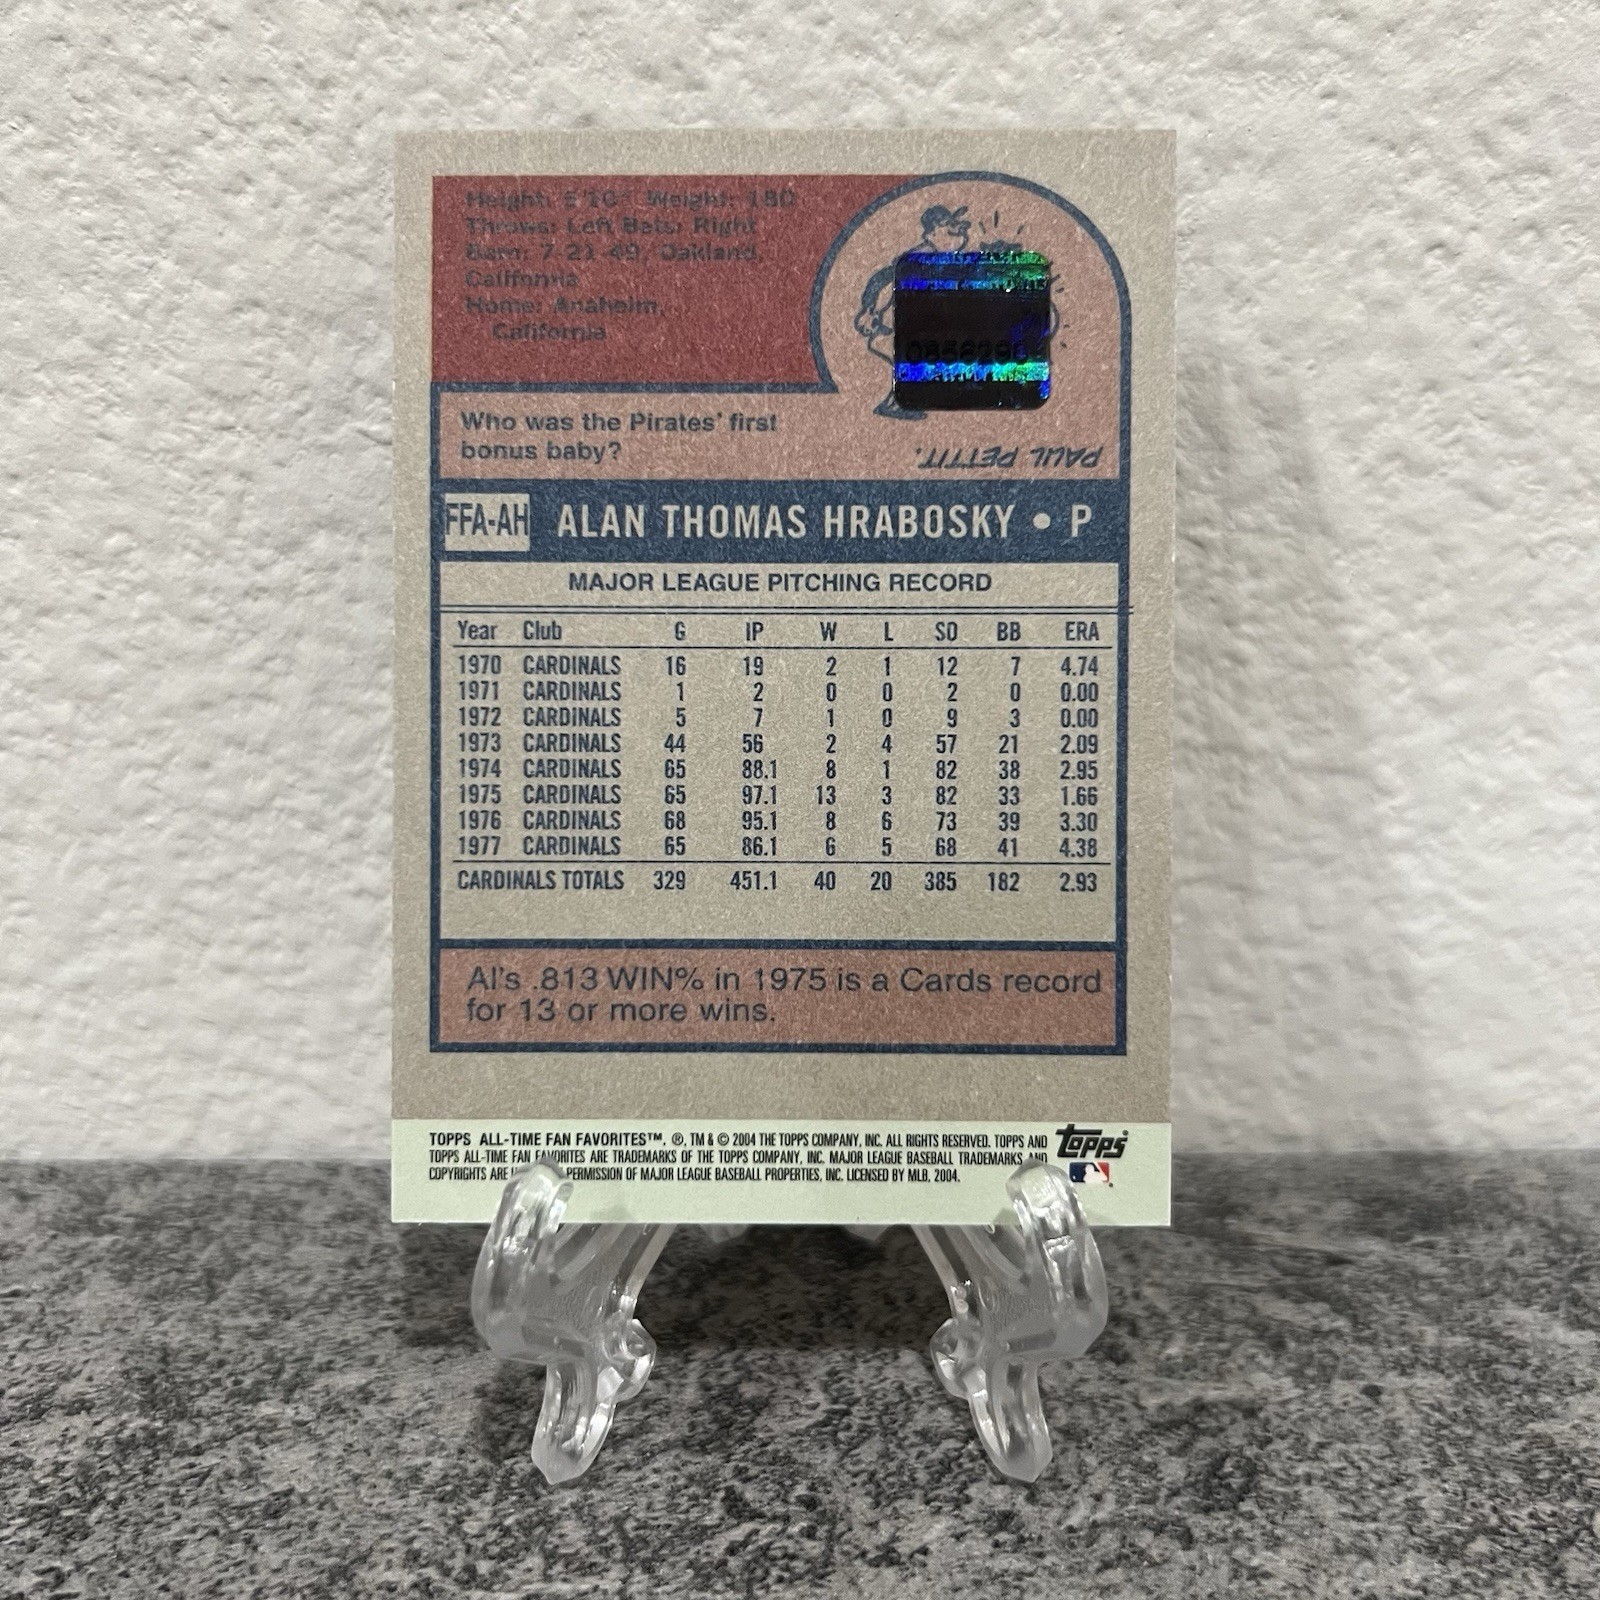 Height: 5'10" Weight: 180
Throws: Left Bats: Right
Born: 7-21-49, Oakland,
California
Home: Anaheim,
California
Who was the Pirates' first
bonus baby?
PAUL PETTIT.
FFA-AH ALAN THOMAS HRABOSKY • P
MAJOR LEAGUE PITCHING RECORD
Year Club G IP W L SO BB ERA
1970 CARDINALS 16 19 2 1 12 7 4.74
1971 CARDINALS 1 2 0 0 2 0 0.00
1972 CARDINALS 5 7 1 0 9 3 0.00
1973 CARDINALS 44 56 2 4 57 21 2.09
1974 CARDINALS 65 88.1 8 1 82 38 2.95
1975 CARDINALS 65 97.1 13 3 82 33 1.66
1976 CARDINALS 68 95.1 8 6 73 39 3.30
1977 CARDINALS 65 86.1 6 5 68 41 4.38
CARDINALS TOTALS 329 451.1 40 20 385 182 2.93
Al's .813 WIN% in 1975 is a Cards record
for 13 or more wins.
TOPPS ALL-TIME FAN FAVORITES™. ®, TM & © 2004 THE TOPPS COMPANY, INC. ALL RIGHTS RESERVED. TOPPS AND
TOPPS ALL-TIME FAN FAVORITES ARE TRADEMARKS OF THE TOPPS COMPANY, INC. MAJOR LEAGUE BASEBALL TRADEMARKS AND
COPYRIGHTS ARE PERMISSION OF MAJOR LEAGUE BASEBALL PROPERTIES, INC. LICENSED BY MLB, 2004.
topps